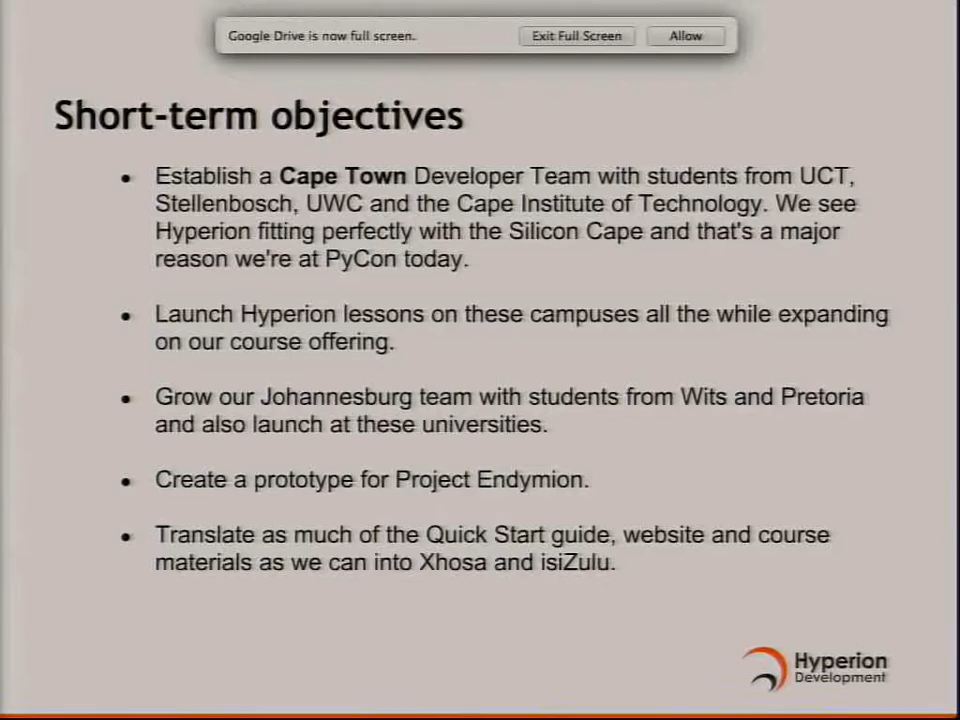 Google Drive is now full screen.
Exit Full Screen
Allow
Short-term objectives
• Establish a Cape Town Developer Team with students from UCT,
Stellenbosch, UWC and the Cape Institute of Technology. We see
Hyperion fitting perfectly with the Silicon Cape and that's a major
reason we're at PyCon today.
• Launch Hyperion lessons on these campuses all the while expanding
on our course offering.
• Grow our Johannesburg team with students from Wits and Pretoria
and also launch at these universities.
• Create a prototype for Project Endymion.
• Translate as much of the Quick Start guide, website and course
materials as we can into Xhosa and isiZulu.
Hyperion
Development